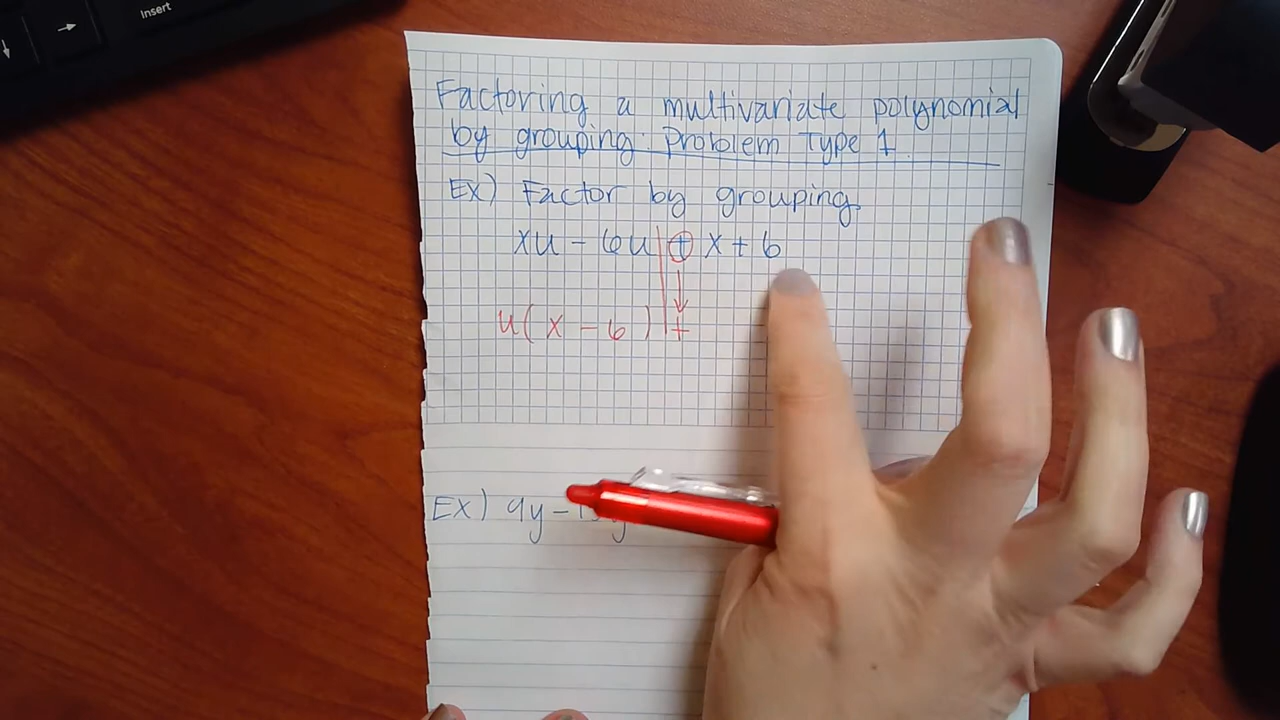 Insert
Factoring a multivariate polynomial
by grouping: Problem Type 1
Ex) Factor by grouping.
xu - 6u + x + 6
u(x - 6) +
Ex) 9y -